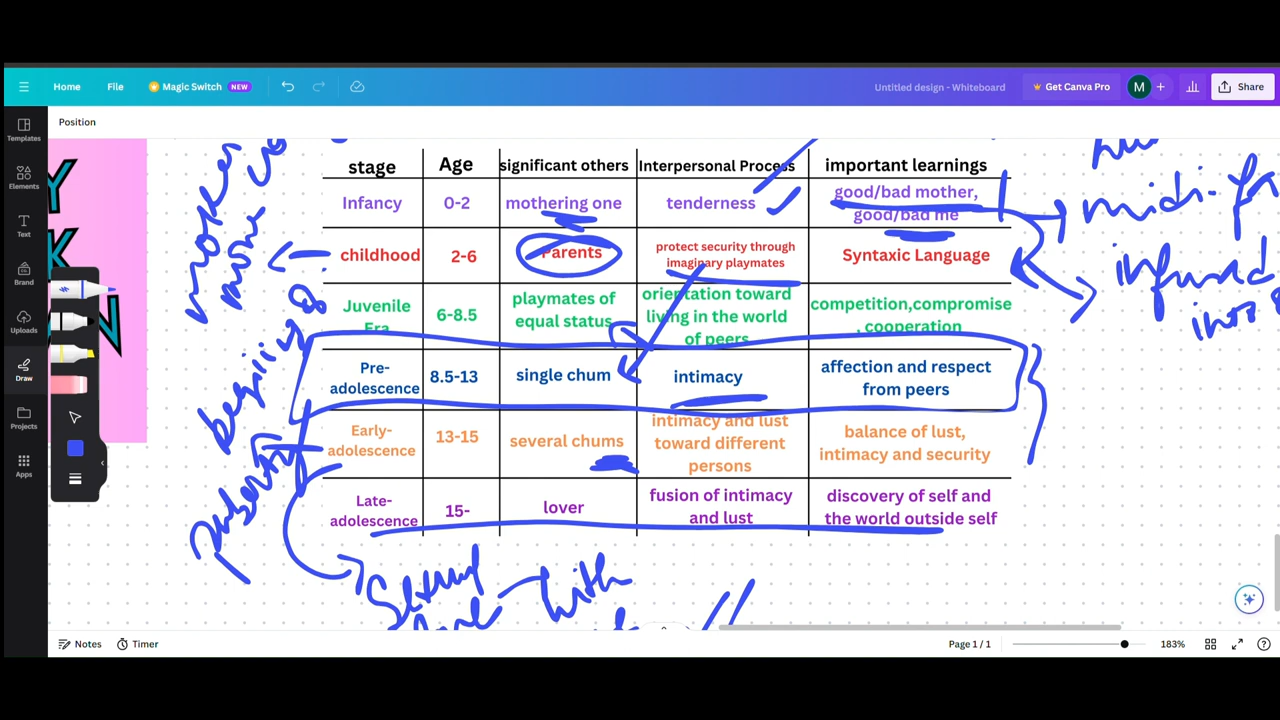 Home File Magic Switch NEW Untitled design - Whiteboard Get Canva Pro M + Share
Position
Templates
Elements
Text
Brand
Uploads
Draw
Projects
Apps
stage Age significant others Interpersonal Process important learnings
Infancy 0-2 mothering one tenderness good/bad mother,
good/bad me
childhood 2-6 Parents protect security through
imaginary playmates Syntaxic Language
Juvenile
Era 6-8.5 playmates of
equal status orientation toward
living in the world
of peers competition,compromise
, cooperation
Pre-
adolescence 8.5-13 single chum intimacy affection and respect
from peers
Early-
adolescence 13-15 several chums intimacy and lust
toward different
persons balance of lust,
intimacy and security
Late-
adolescence 15- lover fusion of intimacy
and lust discovery of self and
the world outside self
with
Notes Timer Page 1 / 1 183%